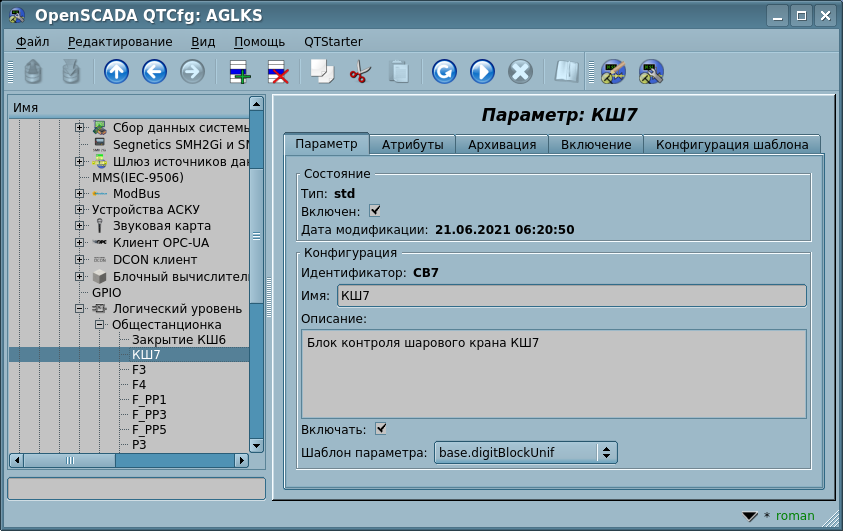 OpenSCADA QTCfg: AGLKS
Файл Редактирование Вид Помощь QTStarter
Имя
Сбор данных системы
Segnetics SMH2Gi и
Шлюз источников
MMS(IEC-9506)
ModBus
Устройства АСКУ
Звуковая карта
Клиент OPC-UA
DCON клиент
Блочный
GPIO
Логический уровень
Общестанционка
Закрытие КШ6
КШ7
F3
F4
F_PP1
F_PP3
F_PP5
P3
Параметр: КШ7
Параметр Атрибуты Архивация Включение Конфигурация шаблона
Состояние
Тип: std
Включен:
Дата модификации: 21.06.2021 06:20:50
Конфигурация
Идентификатор: CB7
Имя: КШ7
Описание:
Блок контроля шарового крана КШ7
Включать:
Шаблон параметра: base.digitBlockUnif
* roman